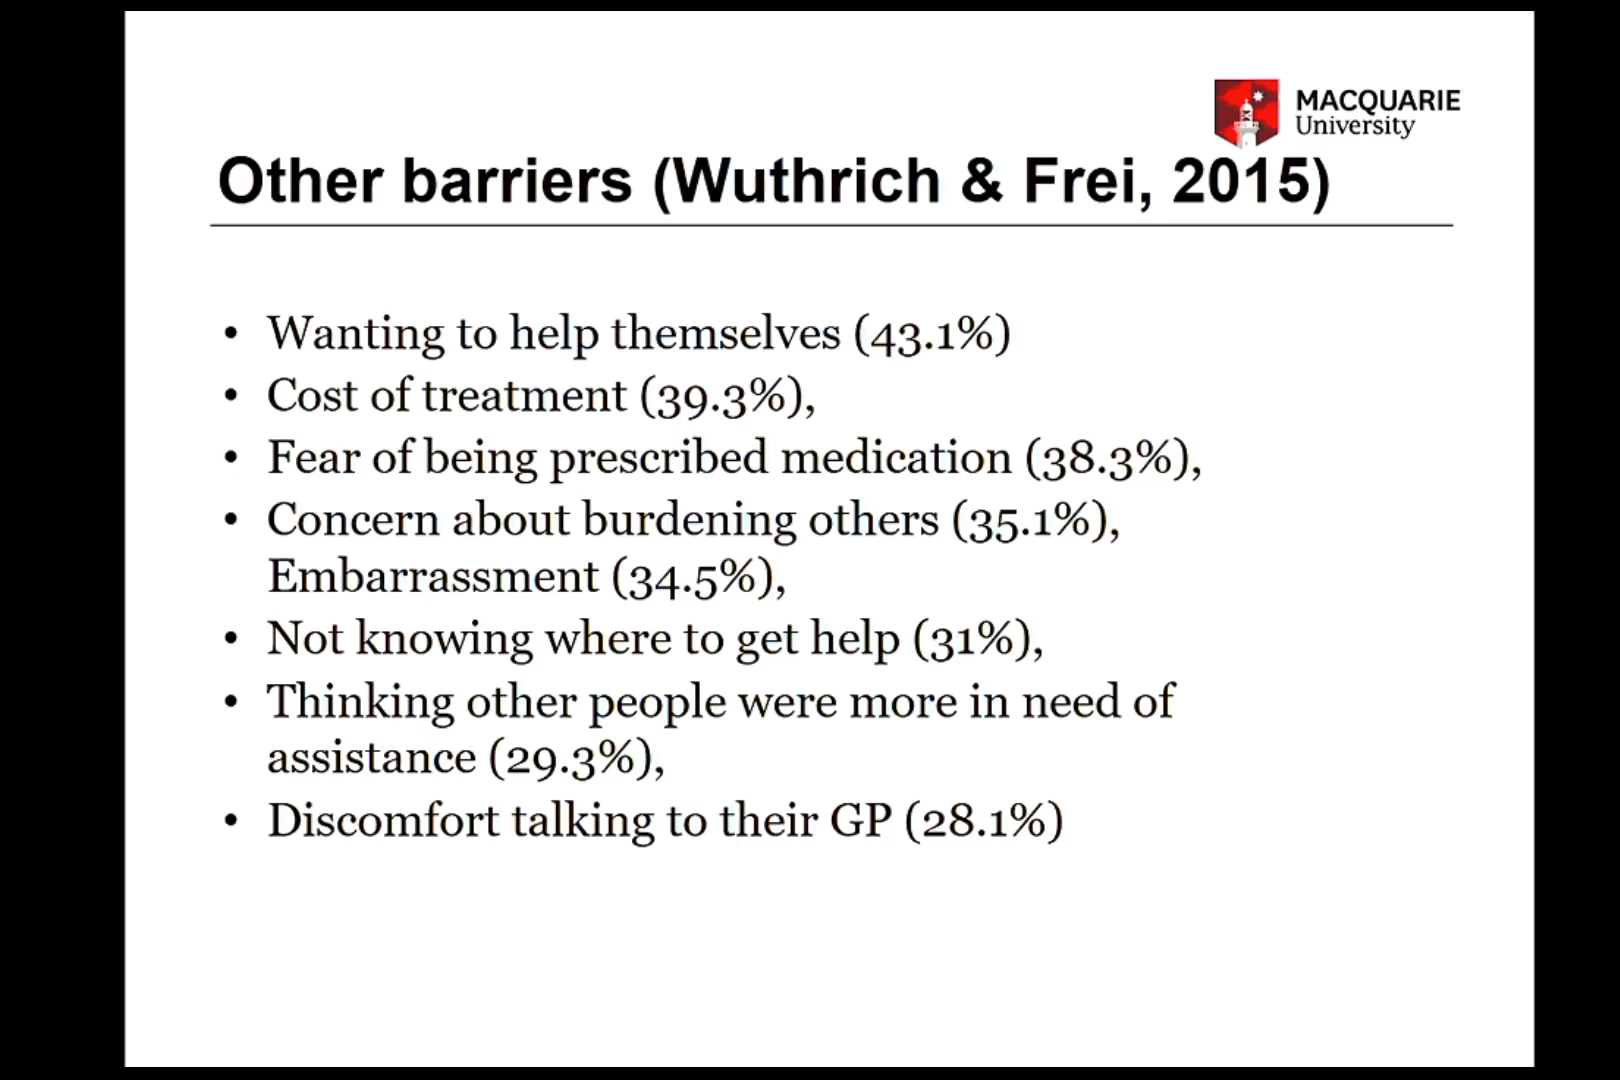 MACQUARIE
University
Other barriers (Wuthrich & Frei, 2015)
• Wanting to help themselves (43.1%)
• Cost of treatment (39.3%),
• Fear of being prescribed medication (38.3%),
• Concern about burdening others (35.1%),
Embarrassment (34.5%),
• Not knowing where to get help (31%),
• Thinking other people were more in need of
assistance (29.3%),
• Discomfort talking to their GP (28.1%)